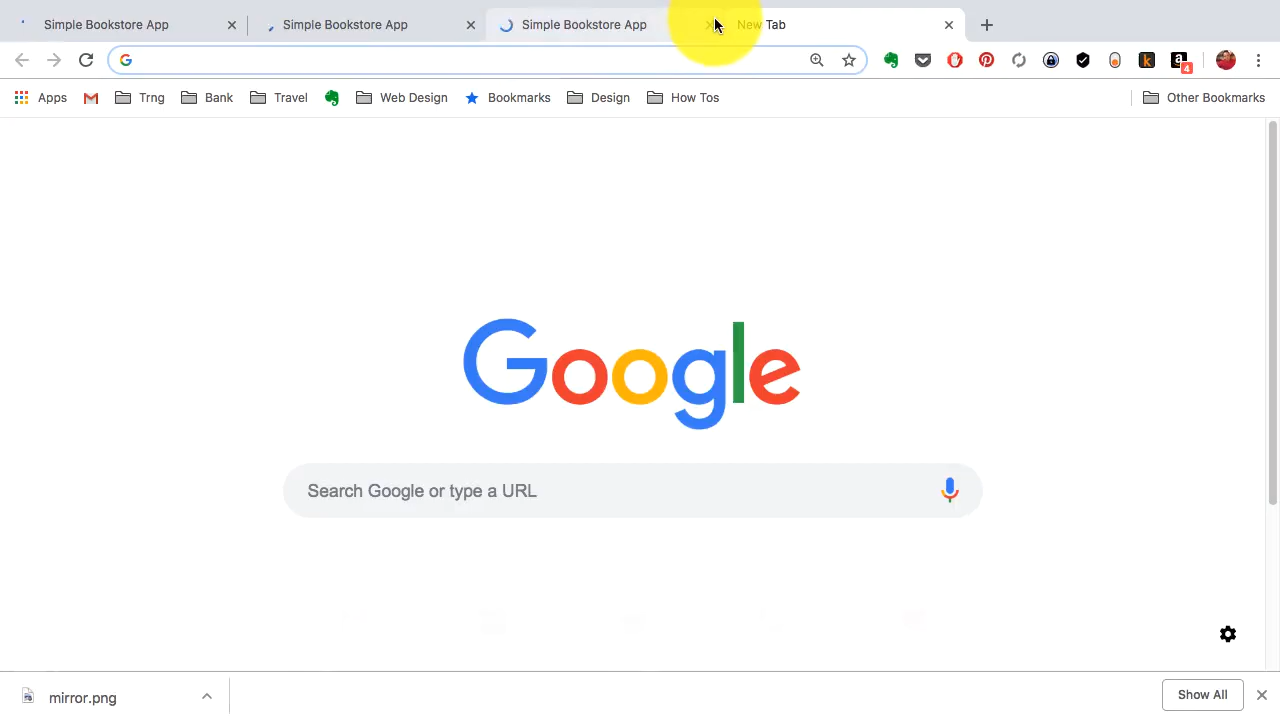 Simple Bookstore App Simple Bookstore App Simple Bookstore App New Tab
Apps Trng Bank Travel Web Design Bookmarks Design How Tos Other Bookmarks
Google
Search Google or type a URL
mirror.png Show All
k a 4